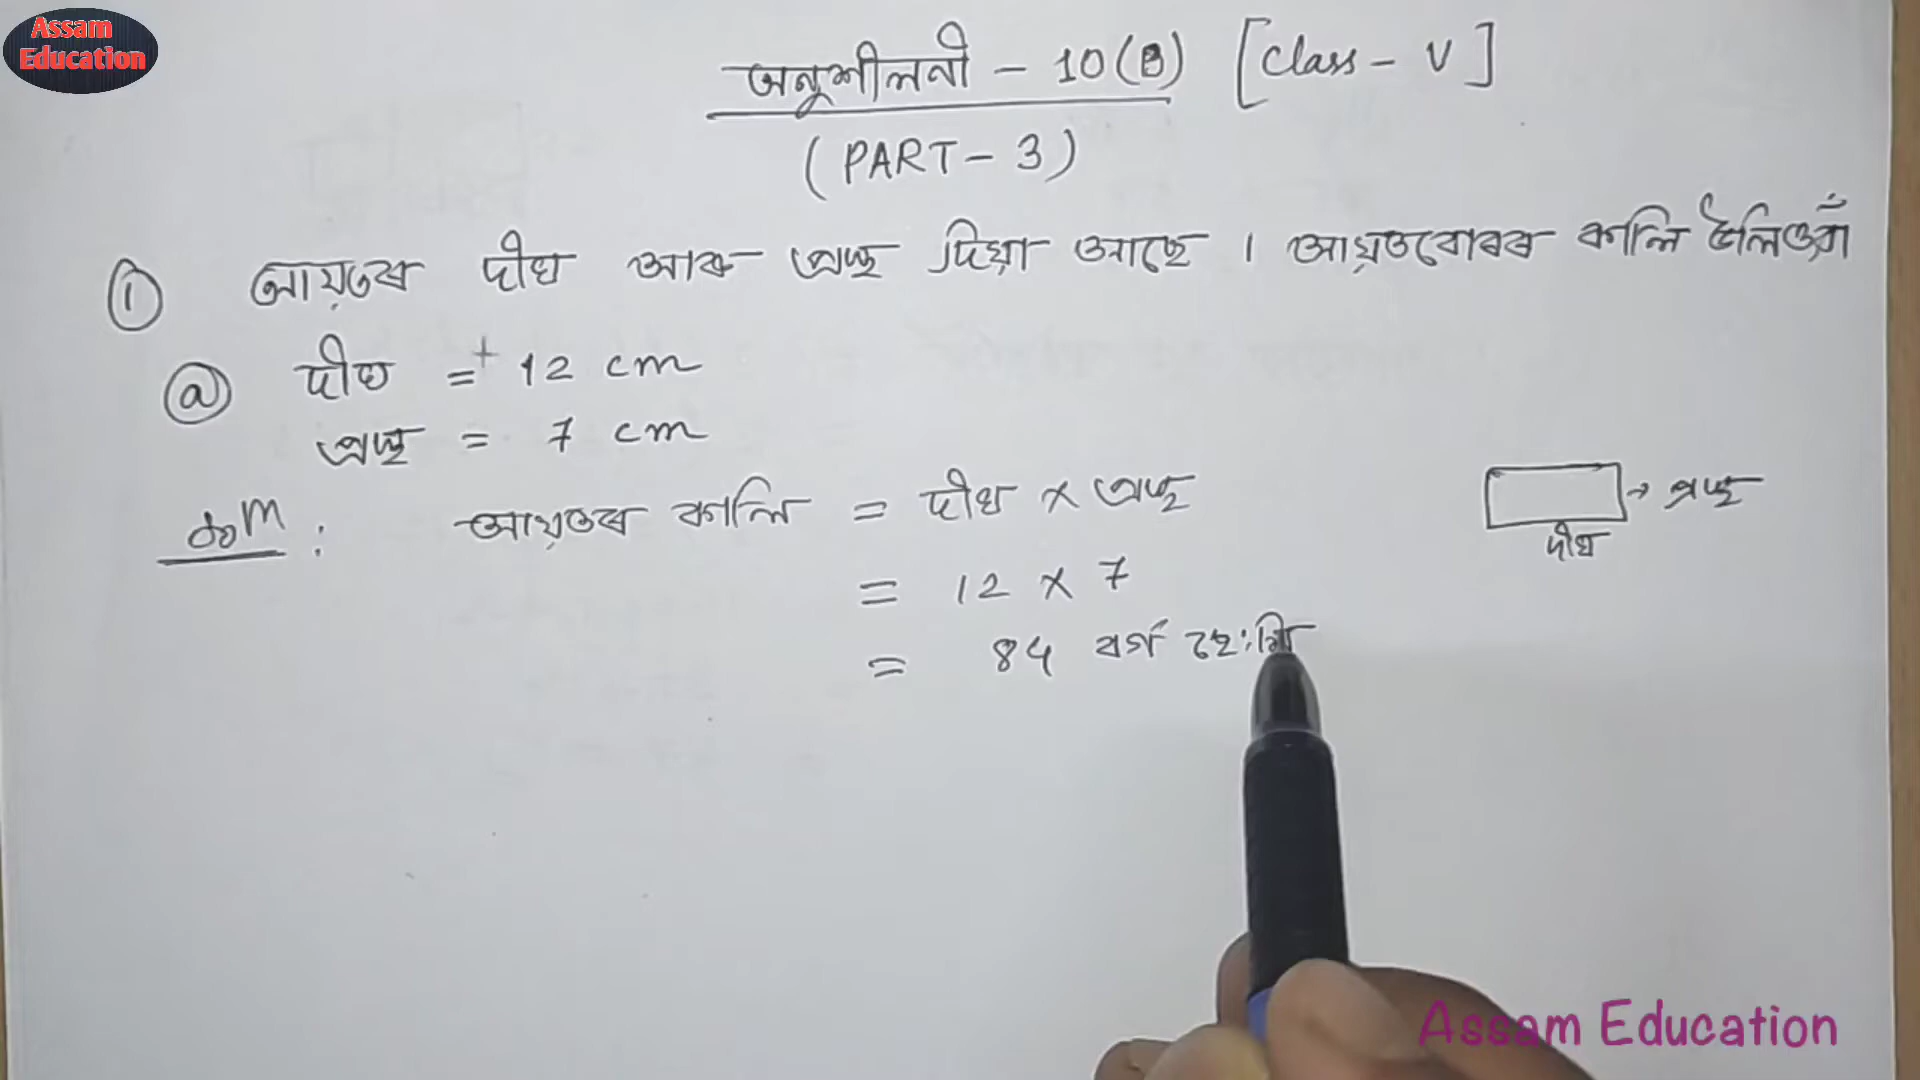 Assam
Education
অনুশীলনী - 10(B) [Class - V]
(PART - 3)
① আয়তৰ দীঘ আৰু প্ৰস্থ দিয়া আছে । আয়তবোৰৰ কালি উলিওৱাঁ
ⓐ দীঘ = 12 cm
প্ৰস্থ = 7 cm
solⁿ : আয়তৰ কালি = দীঘ × প্ৰস্থ
→ প্ৰস্থ
দীঘ
= 12 × 7
= 84 বৰ্গ ছে:মি
Assam Education